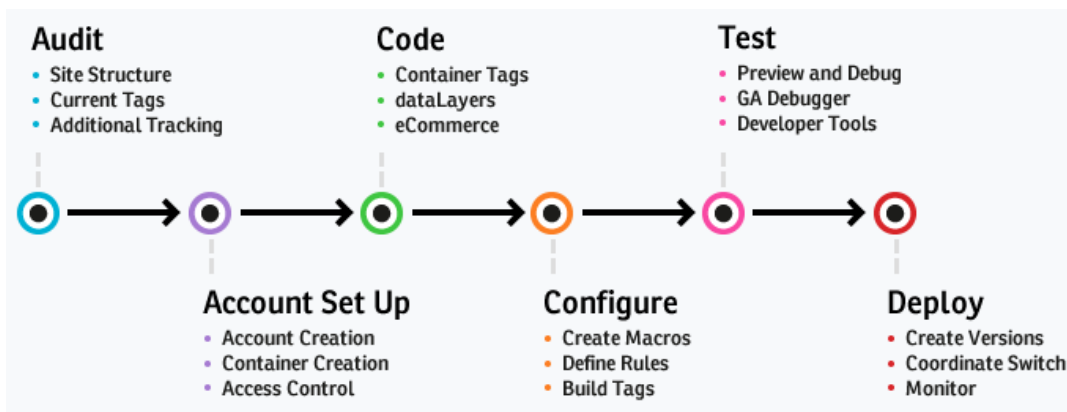 Audit
Site Structure
Current Tags
Additional Tracking
Account Set Up
Account Creation
Container Creation
Access Control
Code
Container Tags
dataLayers
eCommerce
Configure
Create Macros
Define Rules
Build Tags
Test
Preview and Debug
GA Debugger
Developer Tools
Deploy
Create Versions
Coordinate Switch
Monitor